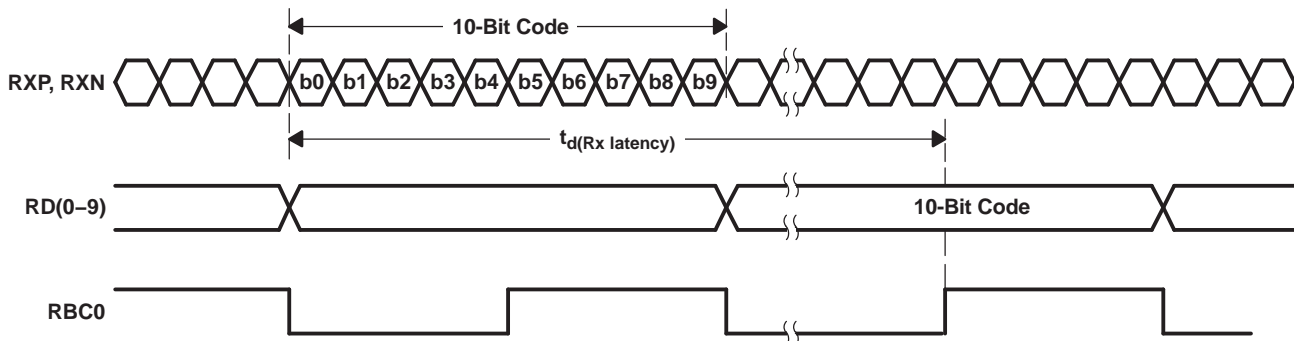 10-Bit Code
RXP, RXN
b0 b1 b2 b3 b4 b5 b6 b7 b8 b9
td(Rx latency)
RD(0–9)
10-Bit Code
RBC0